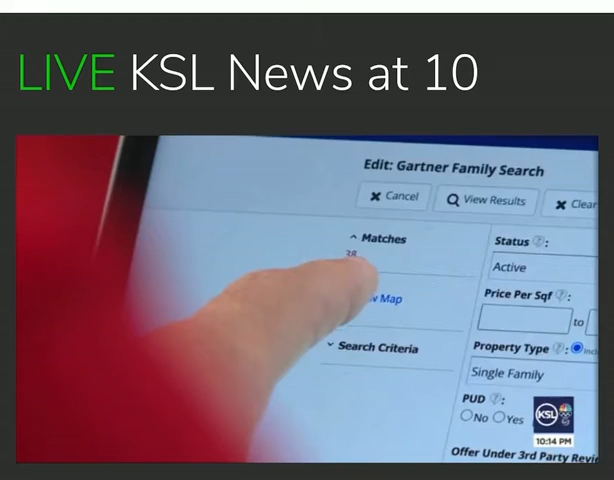 LIVE KSL News at 10
Edit: Gartner Family Search
Cancel
View Results
Clear
Matches
28
Map
Search Criteria
Status ?:
Active
Price Per Sqf ?:
to
Property Type ?:
Single Family
PUD ?:
No Yes
Offer Under 3rd Party
KSL
10:14 PM